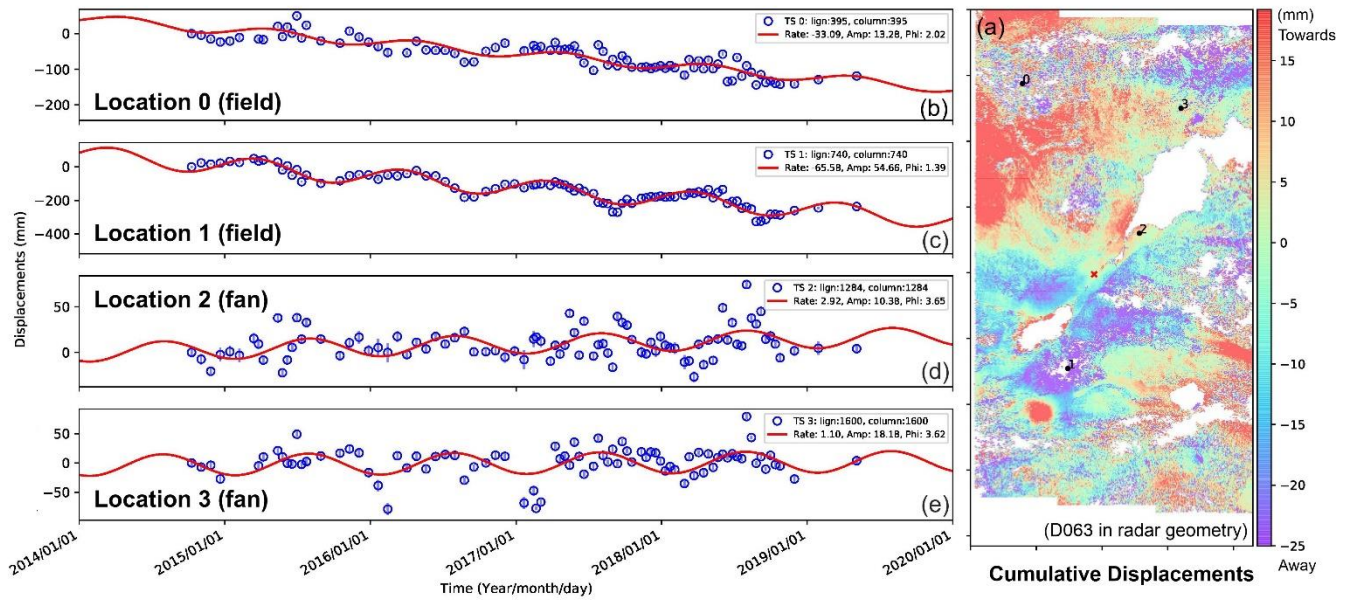 TS 0: lign:395, column:395
Rate: -33.09, Amp: 13.28, Phi: 2.02
0
−100
−200
Location 0 (field)
(b)
TS 1: lign:740, column:740
Rate: -65.58, Amp: 54.66, Phi: 1.39
0
−200
−400
Location 1 (field)
(c)
TS 2: lign:1284, column:1284
Rate: 2.92, Amp: 10.38, Phi: 3.65
50
0
Location 2 (fan)
(d)
TS 3: lign:1600, column:1600
Rate: 1.10, Amp: 18.18, Phi: 3.62
50
0
−50
Location 3 (fan)
(e)
Displacements (mm)
2014/01/01
2015/01/01
2016/01/01
2017/01/01
2018/01/01
2019/01/01
2020/01/01
Time (Year/month/day)
(a)
0
3
2
1
(D063 in radar geometry)
Cumulative Displacements
(mm)
Towards
15
10
5
0
−5
−10
−15
−20
−25
Away